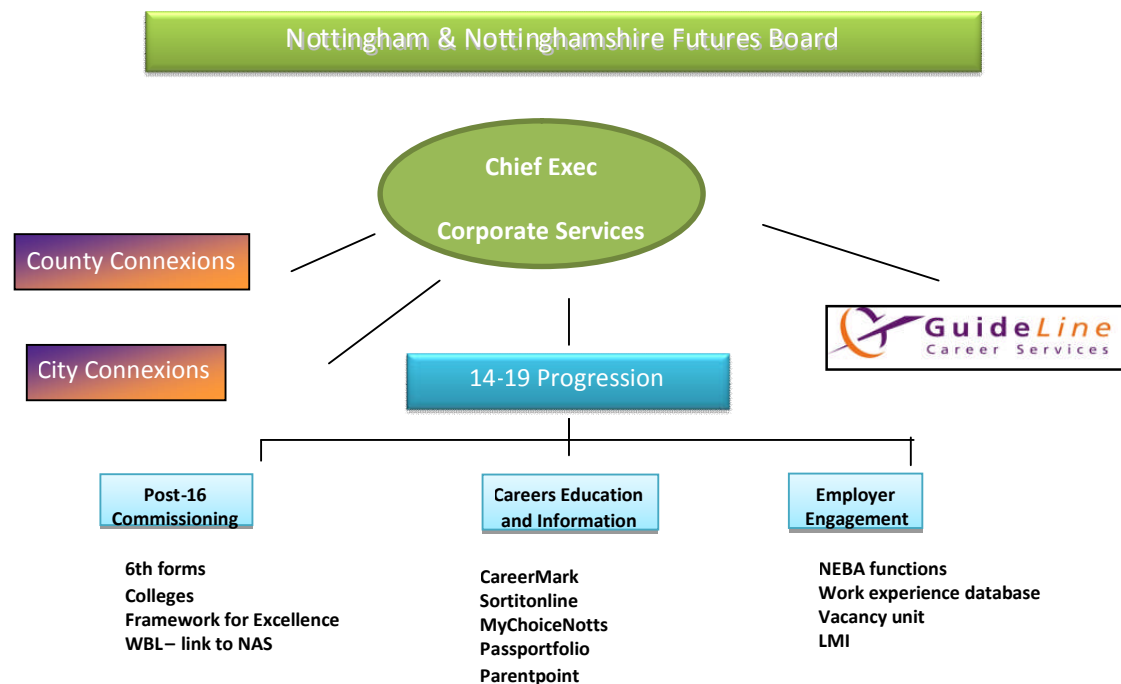 Nottingham & Nottinghamshire Futures Board
Chief Exec
Corporate Services
County Connexions
GuideLine
Career Services
City Connexions
14-19 Progression
Post-16
Commissioning
Careers Education
and Information
Employer
Engagement
6th forms
Colleges
Framework for Excellence
WBL– link to NAS
CareerMark
Sortitonline
MyChoiceNotts
Passportfolio
Parentpoint
NEBA functions
Work experience database
Vacancy unit
LMI